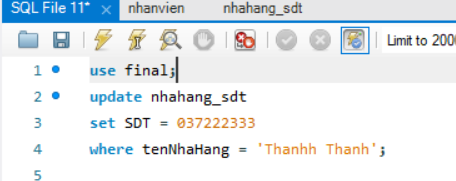 SQL File 11* nhanvien nhahang_sdt
Limit to 200
1 use final;
2 update nhahang_sdt
3 set SDT = 037222333
4 where tenNhaHang = 'Thanhh Thanh';
5